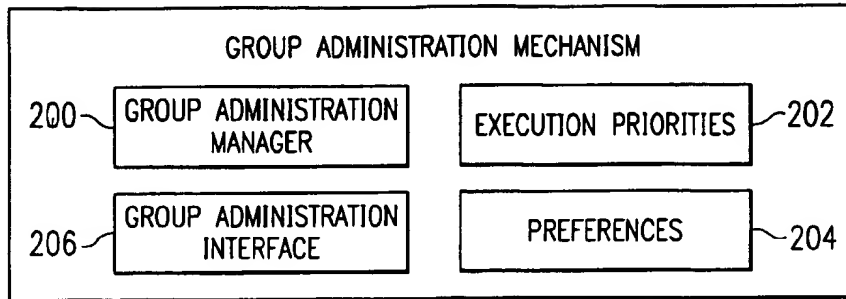 GROUP ADMINISTRATION MECHANISM
200
GROUP ADMINISTRATION
MANAGER
EXECUTION PRIORITIES
202
206
GROUP ADMINISTRATION
INTERFACE
PREFERENCES
204